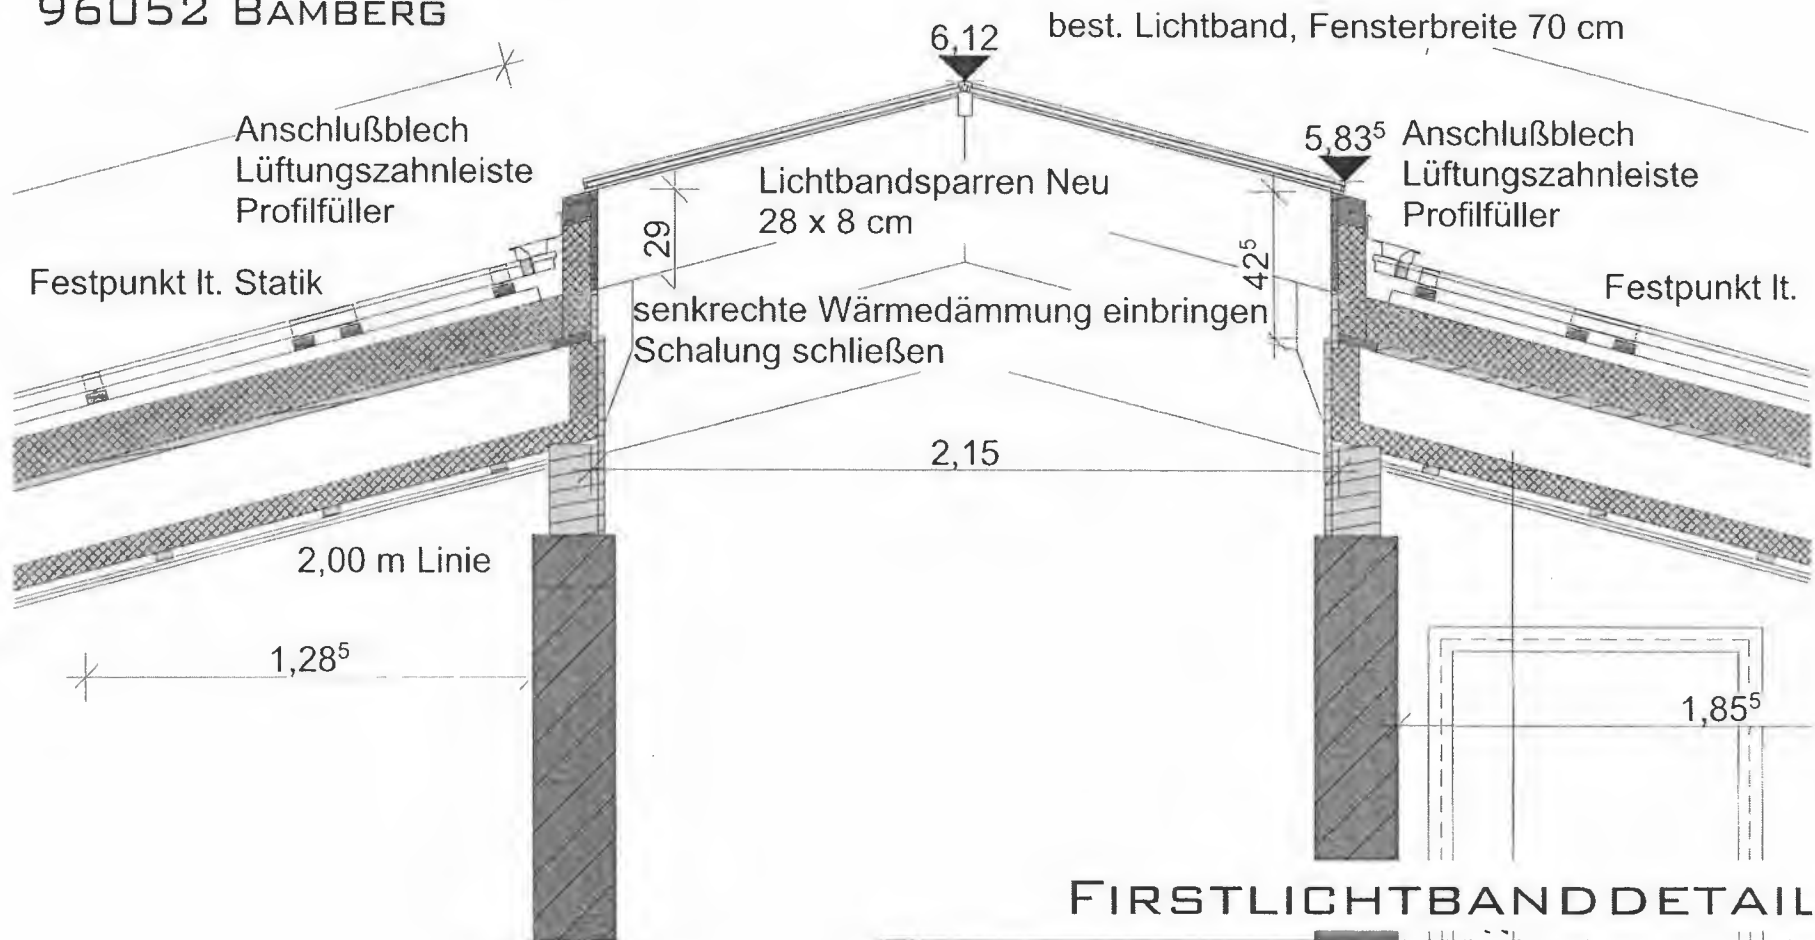 96052 BAMBERG
best. Lichtband, Fensterbreite 70 cm
6,12
Anschlußblech
Lüftungszahnleiste
Profilfüller
5,83⁵
Anschlußblech
Lüftungszahnleiste
Profilfüller
Lichtbandsparren Neu
28 x 8 cm
29
42⁵
Festpunkt lt. Statik
Festpunkt lt.
senkrechte Wärmedämmung einbringen
Schalung schließen
2,15
2,00 m Linie
1,28⁵
1,85⁵
FIRSTLICHTBANDDETAIL